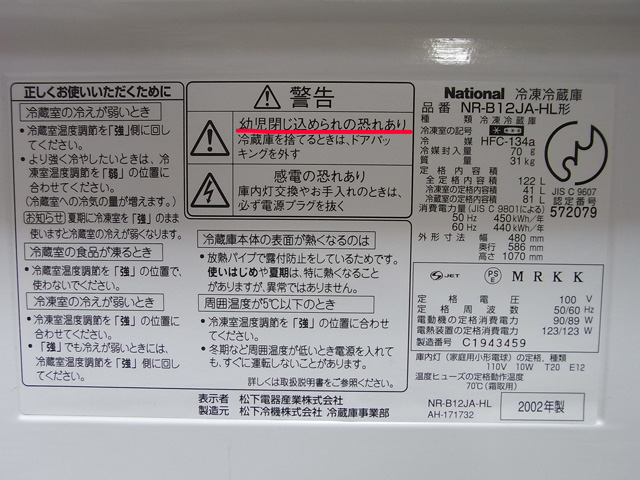 正しくお使いいただくために
冷蔵室の冷えが弱いとき
・冷蔵室温度調節を「強」側に回してください。
・より強く冷やしたいときは、冷凍室温度調節を「弱」の位置に合わせてください。
(冷蔵室への冷気の量が増えます。)
お知らせ 夏期に冷凍室を「強」のまま使いますと冷蔵室の冷えが弱くなります。
冷蔵室の食品が凍るとき
・冷凍室温度調節を「強」の位置で、使わないでください。
冷凍室の冷えが弱いとき
・冷凍室温度調節を「強」の位置に合わせてください。
・「強」でも冷えが弱いときには、冷蔵室温度調節を「強」側に回してください。
警告
幼児閉じ込められの恐れあり
冷蔵庫を捨てるときは、ドアパッキングを外す
感電の恐れあり
庫内灯交換やお手入れのときは、必ず電源プラグを抜く
冷蔵庫本体の表面が熱くなるのは
・放熱パイプで露付防止をしているためです。
使いはじめや夏期は、特に熱くなることがありますが、異常ではありません。
周囲温度が5℃以下のとき
・冷凍室温度調節を「強」の位置に合わせてください。
・冬期など周囲温度が低いとき電源を入れても、すぐに運転しないことがあります。
詳しくは取扱説明書をご参照ください。
表示者 松下電器産業株式会社
製造元 松下冷機株式会社 冷蔵庫事業部
National 冷凍冷蔵庫
品番 NR-B12JA-HL形
種類 冷凍冷蔵庫
冷凍室の記号
冷媒 HFC-134a
冷媒封入量 70 g
質量 31 kg
全定格内容積 122 L
冷凍室の定格内容積 41 L
冷蔵室の定格内容積 81 L
消費電力量(JIS C 9801による)
50 Hz 450 kWh/年
60 Hz 440 kWh/年
外形寸法 幅 480 mm
奥行 586 mm
高さ 1070 mm
JIS C 9607
認定番号
572079
JET PS E MRKK
定格電圧 100 V
定格周波数 50/60 Hz
電動機の定格消費電力 90/89 W
電熱装置の定格消費電力 123/123 W
製造番号 C1943459
庫内灯(家庭用小形電球)の定格、種類
110V 10W T20 E12
温度ヒューズの定格動作温度
70℃(霜取用)
NR-B12JA-HL
AH-171732
2002年製